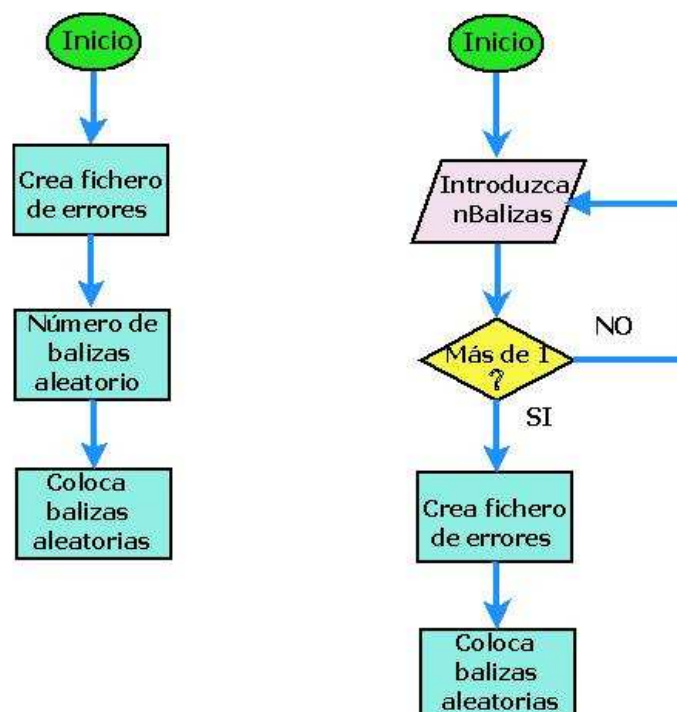 Inicio
Crea fichero
de errores
Número de
balizas
aleatorio
Coloca
balizas
aleatorias
Inicio
Introduzca
nBalizas
Más de 1
?
NO
SI
Crea fichero
de errores
Coloca
balizas
aleatorias